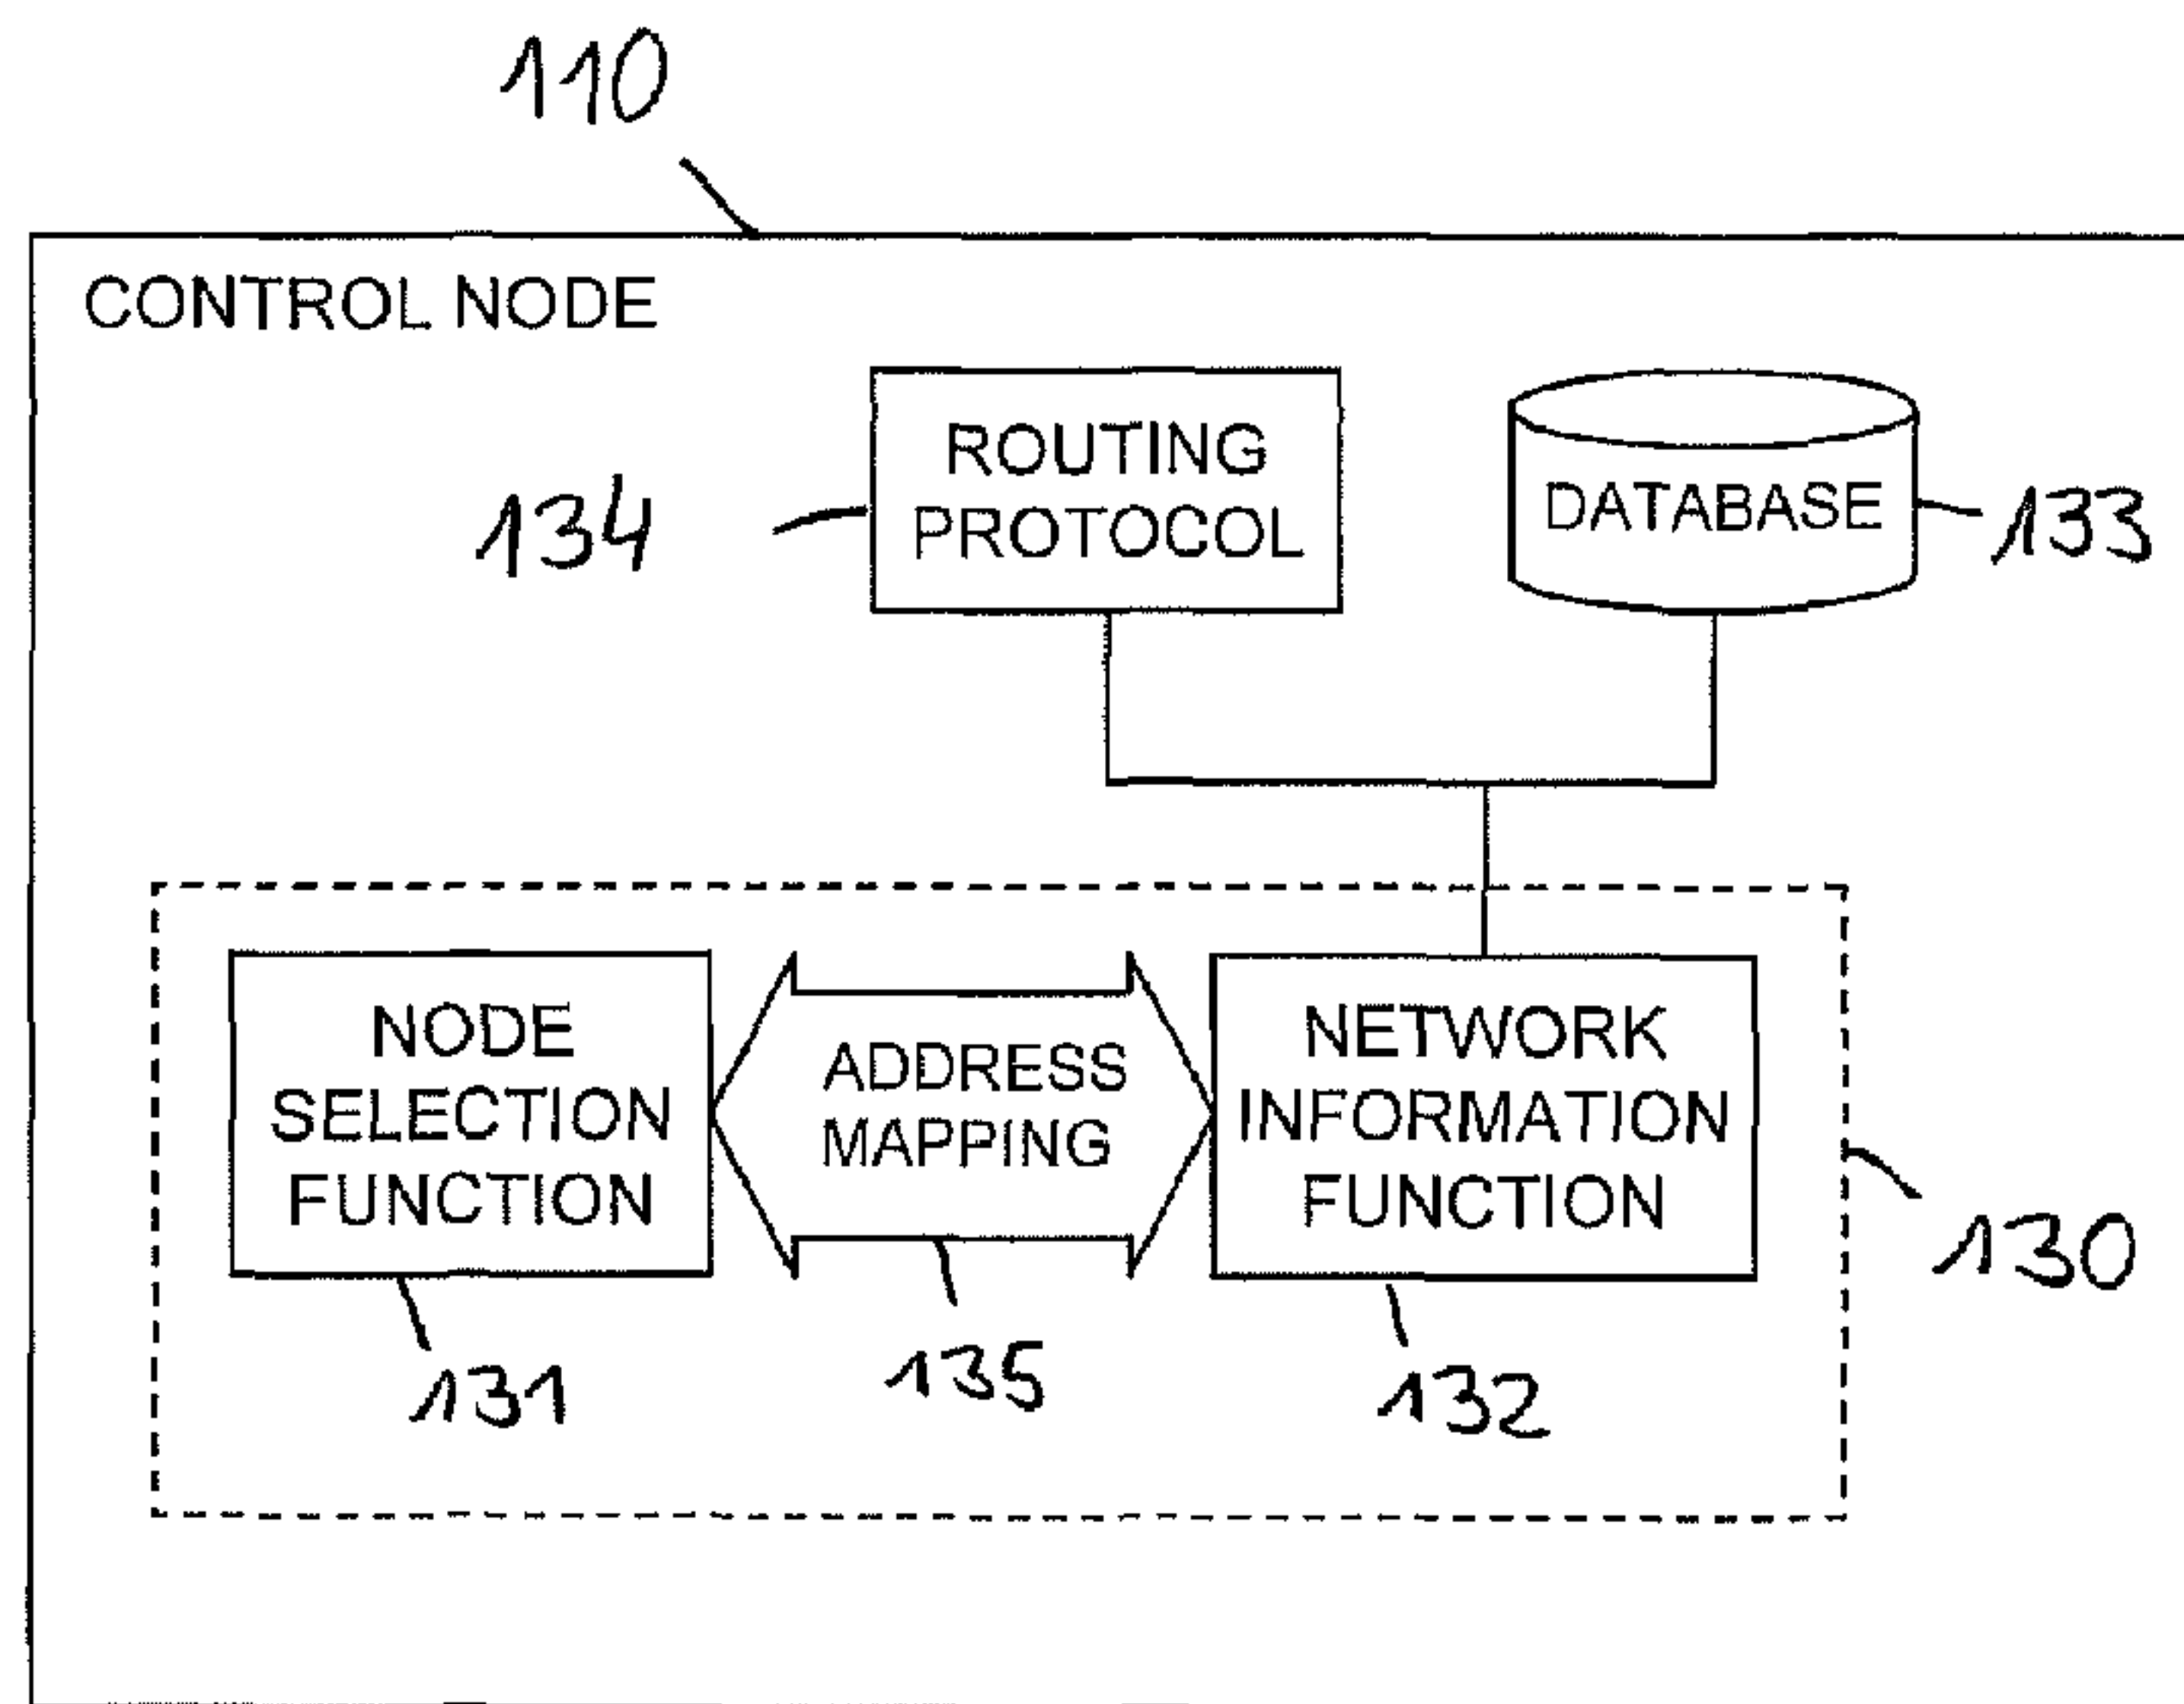 110
CONTROL NODE
ROUTING
PROTOCOL
134
DATABASE
133
NODE
SELECTION
FUNCTION
ADDRESS
MAPPING
NETWORK
INFORMATION
FUNCTION
130
131
135
132